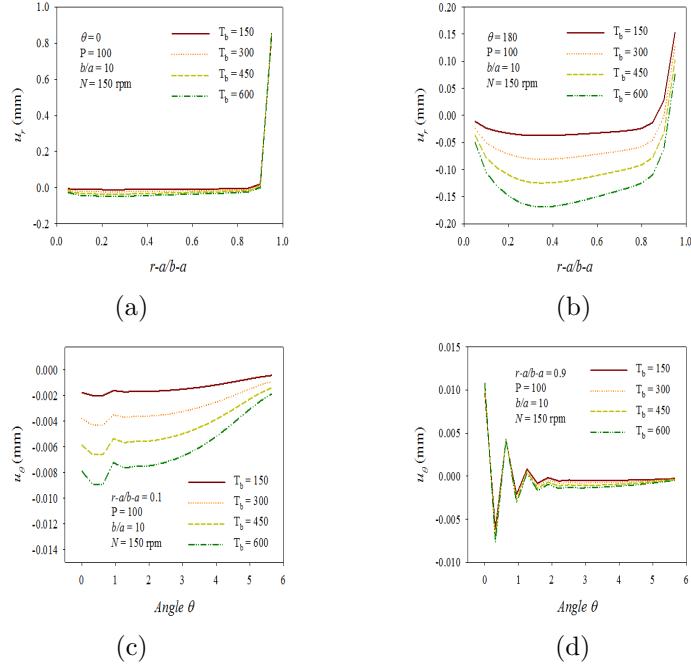 1.0
0.8
0.6
0.4
0.2
0.0
-0.2
u_r (mm)
θ = 0
P = 100
b/a = 10
N = 150 rpm
T_b = 150
T_b = 300
T_b = 450
T_b = 600
0.0 0.2 0.4 0.6 0.8 1.0
r-a/b-a
(a)
0.20
0.15
0.10
0.05
0.00
-0.05
-0.10
-0.15
-0.20
u_r (mm)
θ = 180
P = 100
b/a = 10
N = 150 rpm
T_b = 150
T_b = 300
T_b = 450
T_b = 600
0.0 0.2 0.4 0.6 0.8 1.0
r-a/b-a
(b)
0.000
-0.002
-0.004
-0.006
-0.008
-0.010
-0.012
-0.014
u_θ (mm)
r-a/b-a = 0.1
P = 100
b/a = 10
N = 150 rpm
T_b = 150
T_b = 300
T_b = 450
T_b = 600
0 1 2 3 4 5 6
Angle θ
(c)
0.015
0.010
0.005
0.000
-0.005
-0.010
u_θ (mm)
r-a/b-a = 0.9
P = 100
b/a = 10
N = 150 rpm
T_b = 150
T_b = 300
T_b = 450
T_b = 600
0 1 2 3 4 5 6
Angle θ
(d)